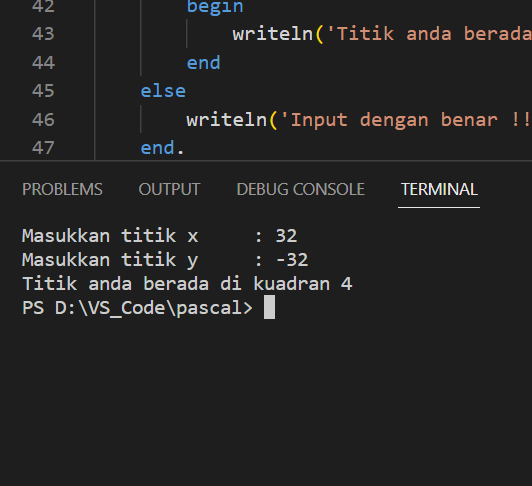 42 begin
43 writeln('Titik anda berada
44 end
45 else
46 writeln('Input dengan benar !!
47 end.
PROBLEMS OUTPUT DEBUG CONSOLE TERMINAL
Masukkan titik x : 32
Masukkan titik y : -32
Titik anda berada di kuadran 4
PS D:\VS_Code\pascal>